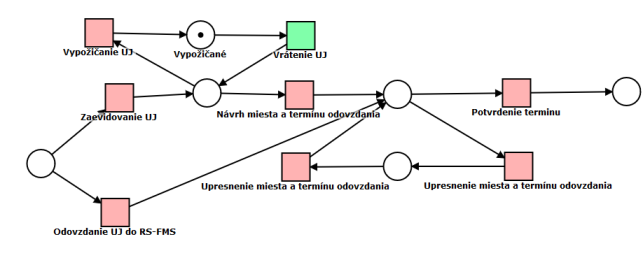 Vypožičanie UJ
Vypožičané
Vrátenie UJ
Zaevidovanie UJ
Návrh miesta a termínu odovzdania
Potvrdenie termínu
Upresnenie miesta a termínu odovzdania
Upresnenie miesta a termínu odovzdania
Odovzdanie UJ do RS-FMS